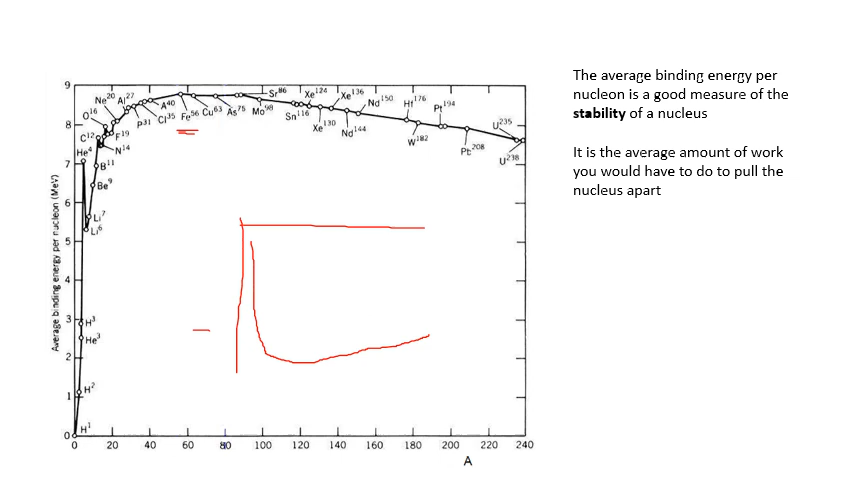 The average binding energy per
nucleon is a good measure of the
stability of a nucleus
It is the average amount of work
you would have to do to pull the
nucleus apart
Average binding energy per nucleon (MeV)
9
8
7
6
5
4
3
2
1
0
0 20 40 60 80 100 120 140 160 180 200 220 240
A
H1
H2
He3
H3
Li6
Li7
Be9
B11
He4
C12
N14
O16
F19
Ne20
Al27
P31
Cl35
A40
Fe56
Cu63
As75
Sr86
Mo98
Sn116
Xe124
Xe130
Xe136
Nd144
Nd150
Hf176
W182
Pt194
Pb208
U235
U238